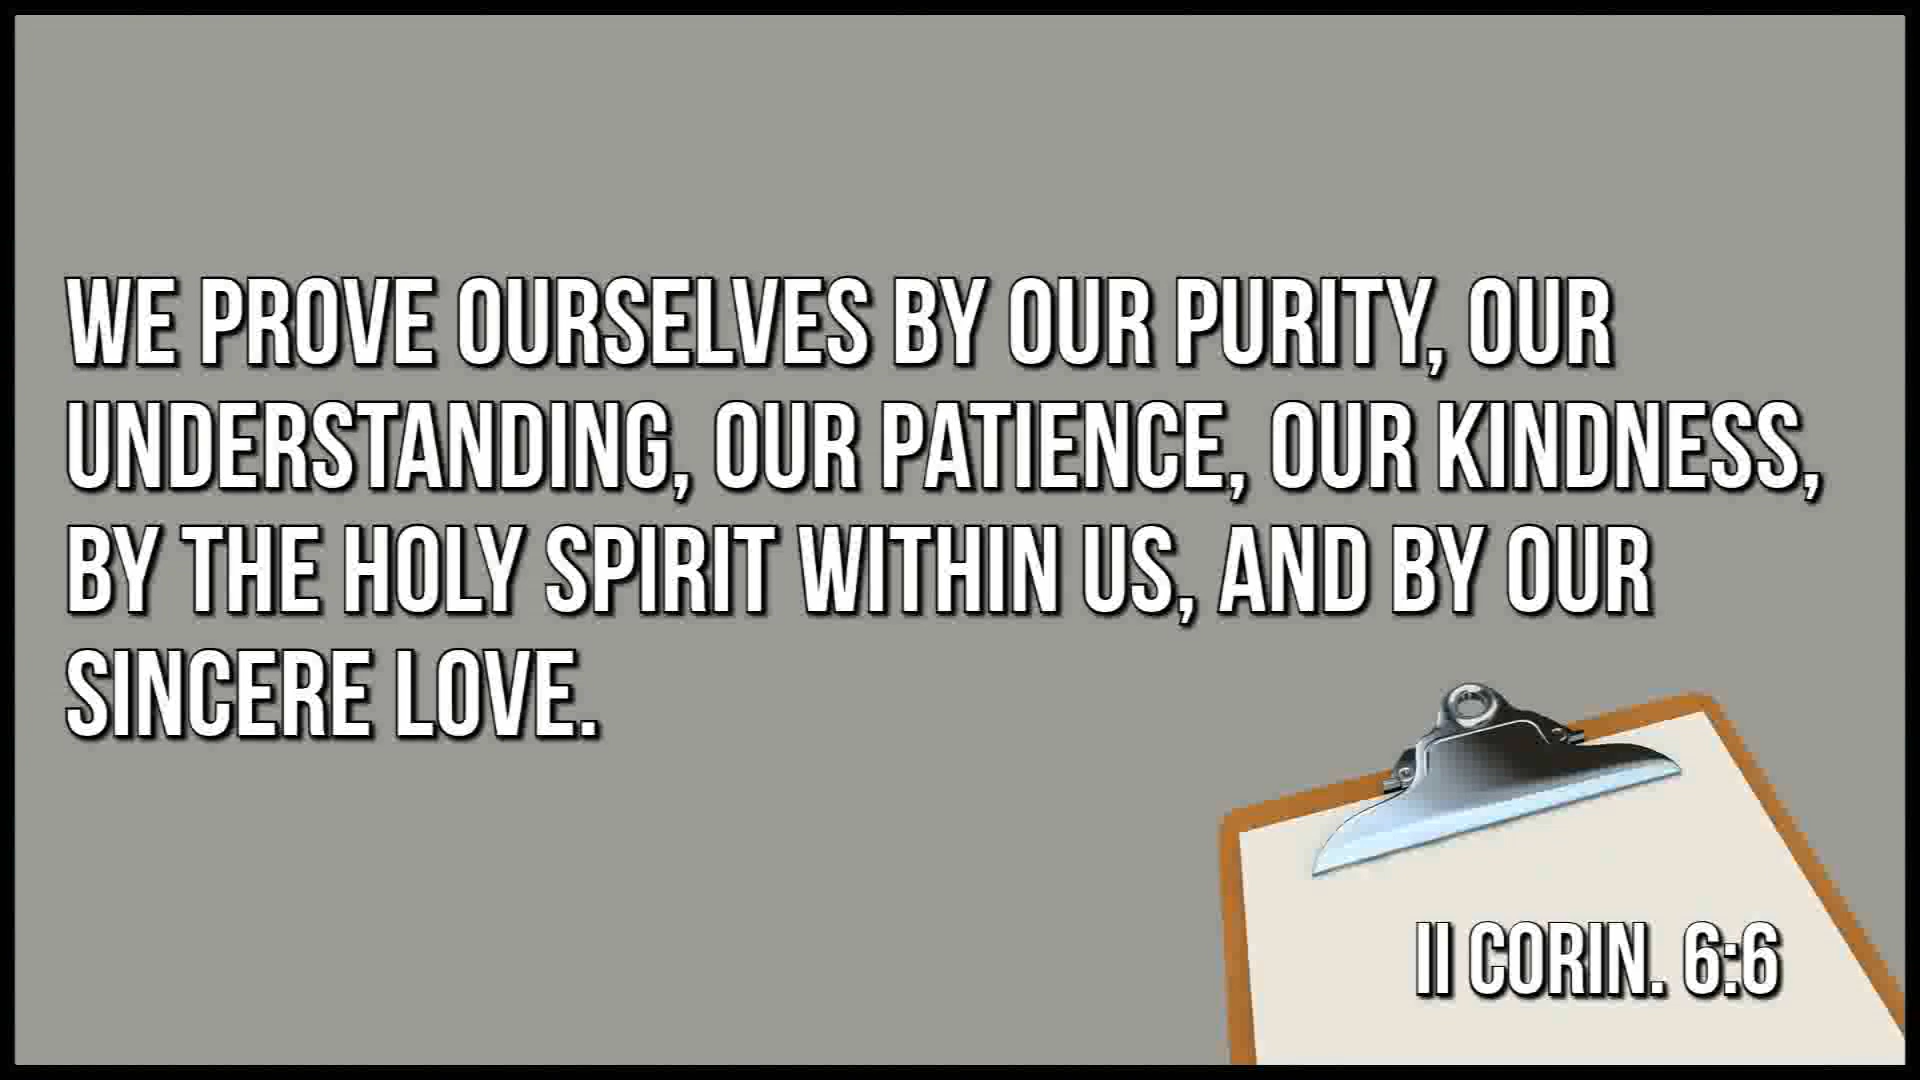 WE PROVE OURSELVES BY OUR PURITY, OUR
UNDERSTANDING, OUR PATIENCE, OUR KINDNESS,
BY THE HOLY SPIRIT WITHIN US, AND BY OUR
SINCERE LOVE.
II CORIN. 6:6